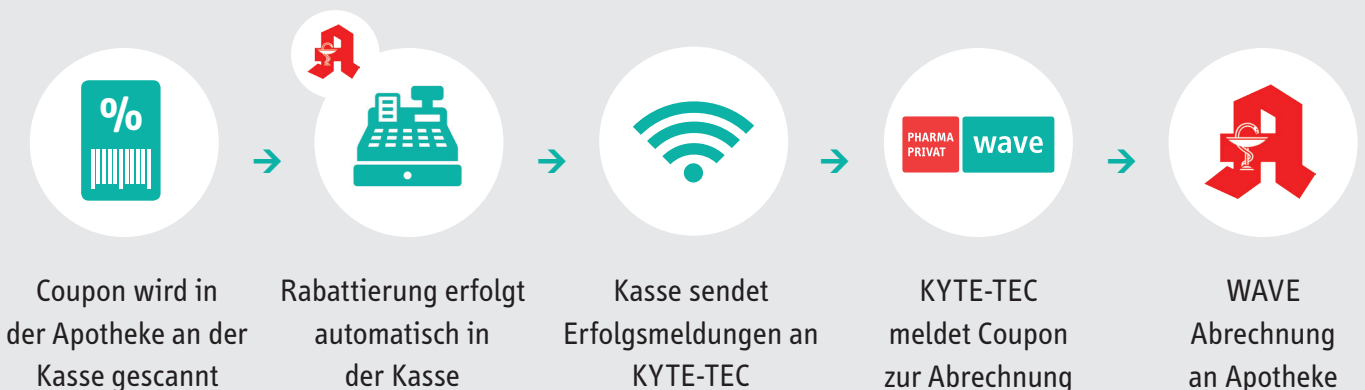 %
PHARMA
PRIVAT
wave
Coupon wird in
der Apotheke an der
Kasse gescannt
Rabattierung erfolgt
automatisch in
der Kasse
Kasse sendet
Erfolgsmeldungen an
KYTE-TEC
KYTE-TEC
meldet Coupon
zur Abrechnung
WAVE
Abrechnung
an Apotheke